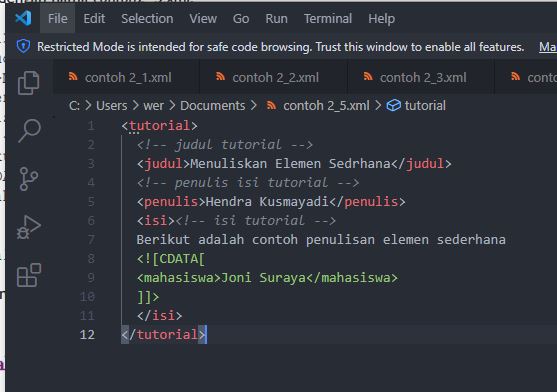 File Edit Selection View Go Run Terminal Help
Restricted Mode is intended for safe code browsing. Trust this window to enable all features. Ma
contoh 2_1.xml contoh 2_2.xml contoh 2_3.xml conto
C: > Users > wer > Documents > contoh 2_5.xml > tutorial
1 <tutorial>
2 <!-- judul tutorial -->
3 <judul>Menuliskan Elemen Sedrhana</judul>
4 <!-- penulis isi tutorial -->
5 <penulis>Hendra Kusmayadi</penulis>
6 <isi><!-- isi tutorial -->
7 Berikut adalah contoh penulisan elemen sederhana
8 <![CDATA[
9 <mahasiswa>Joni Suraya</mahasiswa>
10 ]]>
11 </isi>
12 </tutorial>